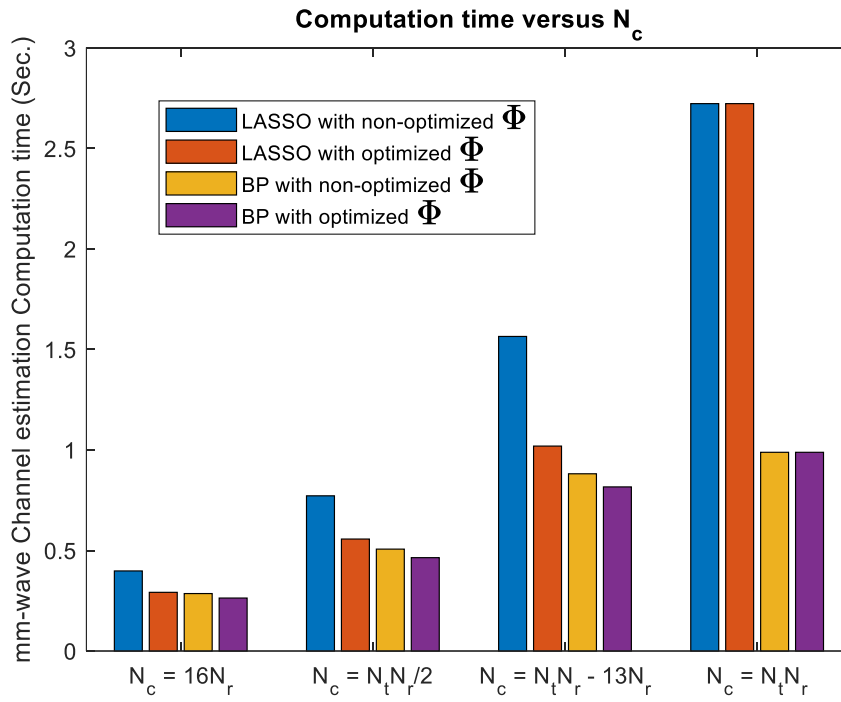 Computation time versus N_c
mm-wave Channel estimation Computation time (Sec.)
3
2.5
2
1.5
1
0.5
0
LASSO with non-optimized Φ
LASSO with optimized Φ
BP with non-optimized Φ
BP with optimized Φ
N_c = 16N_r
N_c = N_tN_r/2
N_c = N_tN_r - 13N_r
N_c = N_tN_r